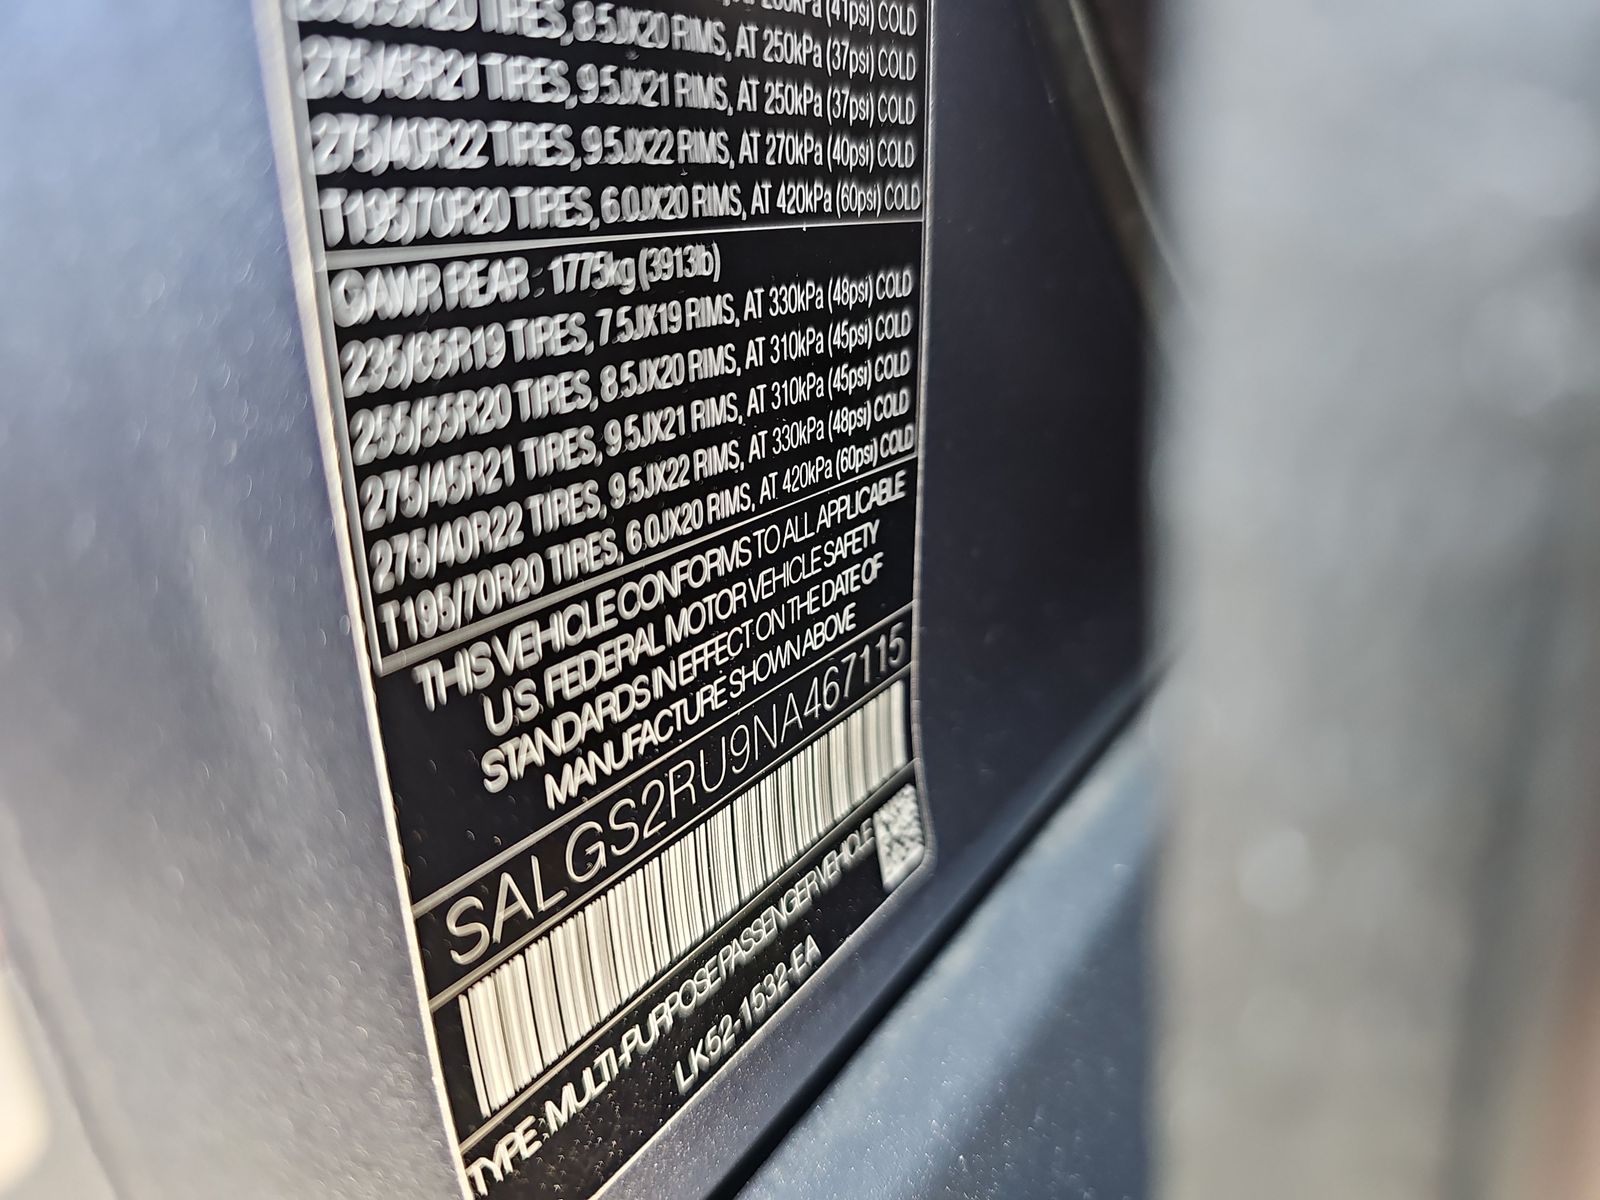 (41psi) COLD
TIRES, 8.5JX20 RIMS, AT 250kPa (37psi) COLD
275/45R21 TIRES, 9.5JX21 RIMS, AT 250kPa (37psi) COLD
275/40R22 TIRES, 9.5JX22 RIMS, AT 270kPa (40psi) COLD
T195/70R20 TIRES, 6.0JX20 RIMS, AT 420kPa (60psi) COLD
GAWR REAR : 1775kg (3913lb)
235/65R19 TIRES, 7.5JX19 RIMS, AT 330kPa (48psi) COLD
255/55R20 TIRES, 8.5JX20 RIMS, AT 310kPa (45psi) COLD
275/45R21 TIRES, 9.5JX21 RIMS, AT 310kPa (45psi) COLD
275/40R22 TIRES, 9.5JX22 RIMS, AT 330kPa (48psi) COLD
T195/70R20 TIRES, 6.0JX20 RIMS, AT 420kPa (60psi) COLD
THIS VEHICLE CONFORMS TO ALL APPLICABLE
U.S. FEDERAL MOTOR VEHICLE SAFETY
STANDARDS IN EFFECT ON THE DATE OF
MANUFACTURE SHOWN ABOVE
SALGS2RU9NA467115
TYPE: MULTI-PURPOSE PASSENGER VEHICLE
LK52-1532-EA